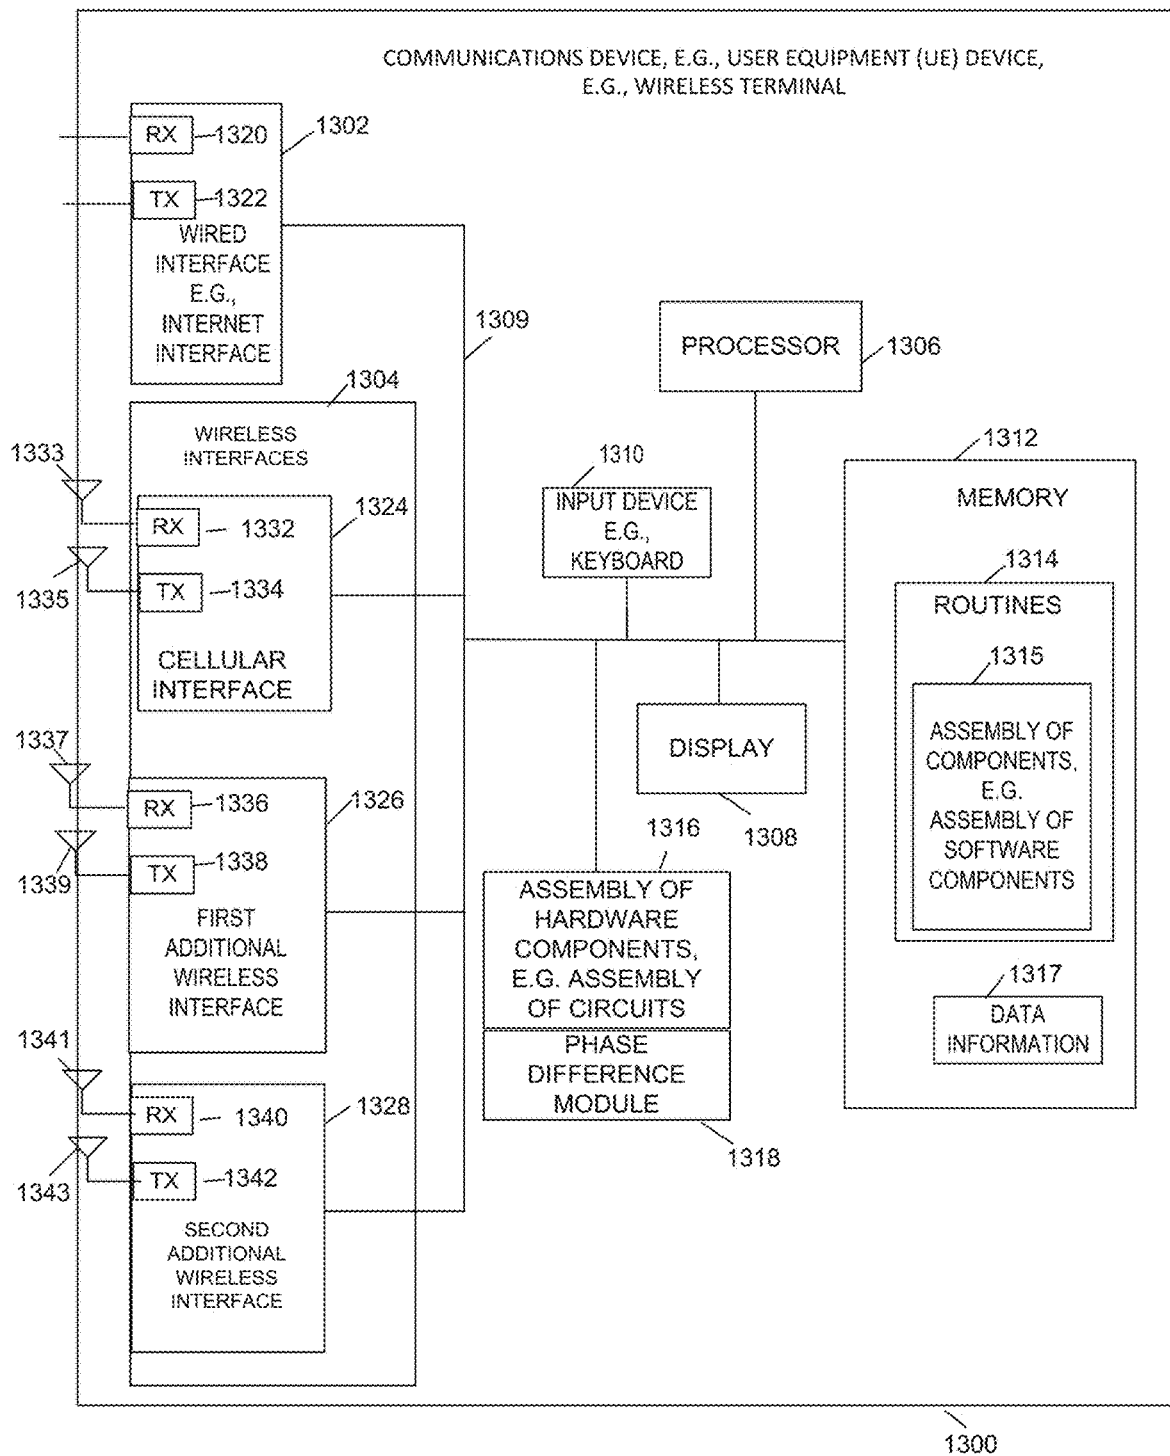 COMMUNICATIONS DEVICE, E.G., USER EQUIPMENT (UE) DEVICE,
E.G., WIRELESS TERMINAL
RX
1320
1302
TX
1322
WIRED
INTERFACE
E.G.,
INTERNET
INTERFACE
1309
PROCESSOR
1306
1304
WIRELESS
INTERFACES
1333
RX
1332
1324
1335
TX
1334
CELLULAR
INTERFACE
1310
INPUT DEVICE
E.G.,
KEYBOARD
1312
MEMORY
1314
ROUTINES
1315
ASSEMBLY OF
COMPONENTS,
E.G.
ASSEMBLY OF
SOFTWARE
COMPONENTS
1317
DATA
INFORMATION
DISPLAY
1308
1337
RX
1336
1326
1339
TX
1338
FIRST
ADDITIONAL
WIRELESS
INTERFACE
1316
ASSEMBLY OF
HARDWARE
COMPONENTS,
E.G. ASSEMBLY
OF CIRCUITS
PHASE
DIFFERENCE
MODULE
1318
1341
RX
1340
1328
1343
TX
1342
SECOND
ADDITIONAL
WIRELESS
INTERFACE
1300